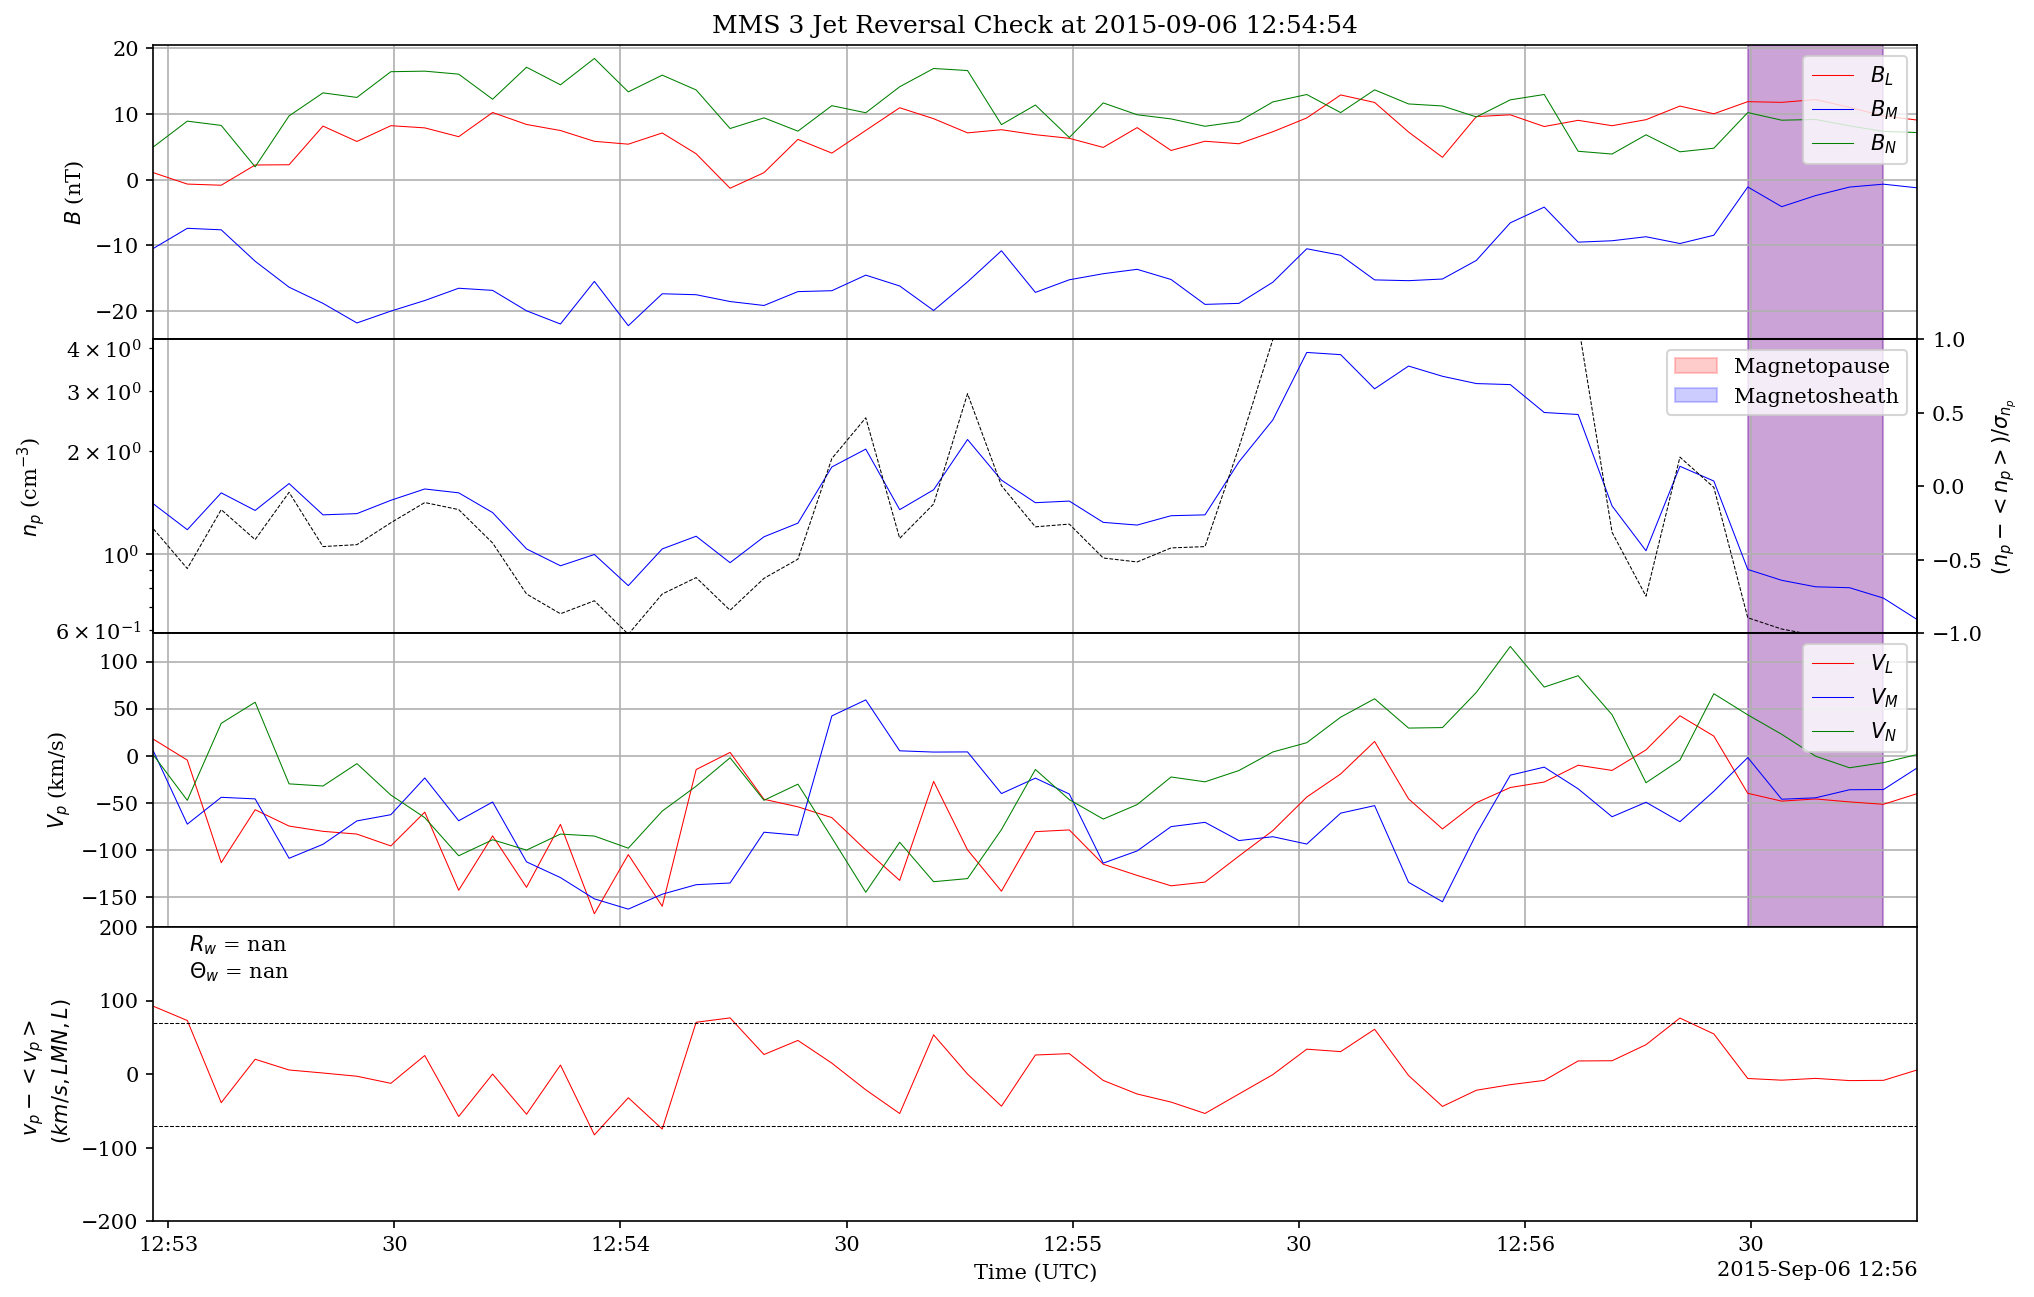 MMS 3 Jet Reversal Check at 2015-09-06 12:54:54
20
10
0
−10
−20
B (nT)
B_L
B_M
B_N
4 × 10^0
3 × 10^0
2 × 10^0
10^0
6 × 10^−1
n_p (cm^−3)
Magnetopause
Magnetosheath
1.0
0.5
0.0
−0.5
−1.0
(n_p − < n_p >)/σ_{n_p}
100
50
0
−50
−100
−150
V_p (km/s)
V_L
V_M
V_N
200
100
0
−100
−200
v_p − < v_p >
(km/s, LMN, L)
R_w = nan
Θ_w = nan
12:53 30 12:54 30 12:55 30 12:56 30
Time (UTC)
2015-Sep-06 12:56